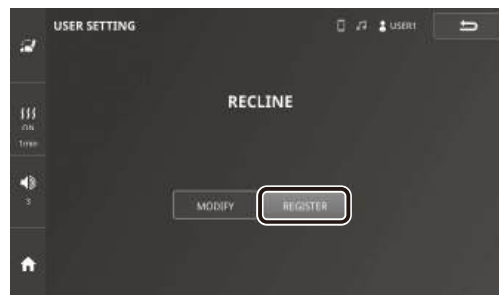 USER SETTING
USER1
RECLINE
ON
1min
3
MODIFY
REGISTER